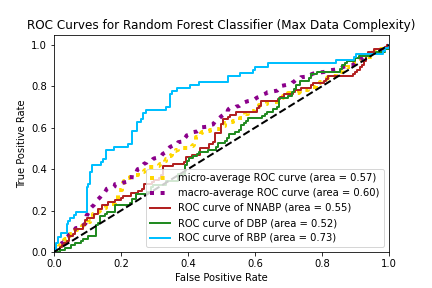 ROC Curves for Random Forest Classifier (Max Data Complexity)
1.0
0.8
0.6
0.4
0.2
0.0
True Positive Rate
micro-average ROC curve (area = 0.57)
macro-average ROC curve (area = 0.60)
ROC curve of NNABP (area = 0.55)
ROC curve of DBP (area = 0.52)
ROC curve of RBP (area = 0.73)
0.0 0.2 0.4 0.6 0.8 1.0
False Positive Rate